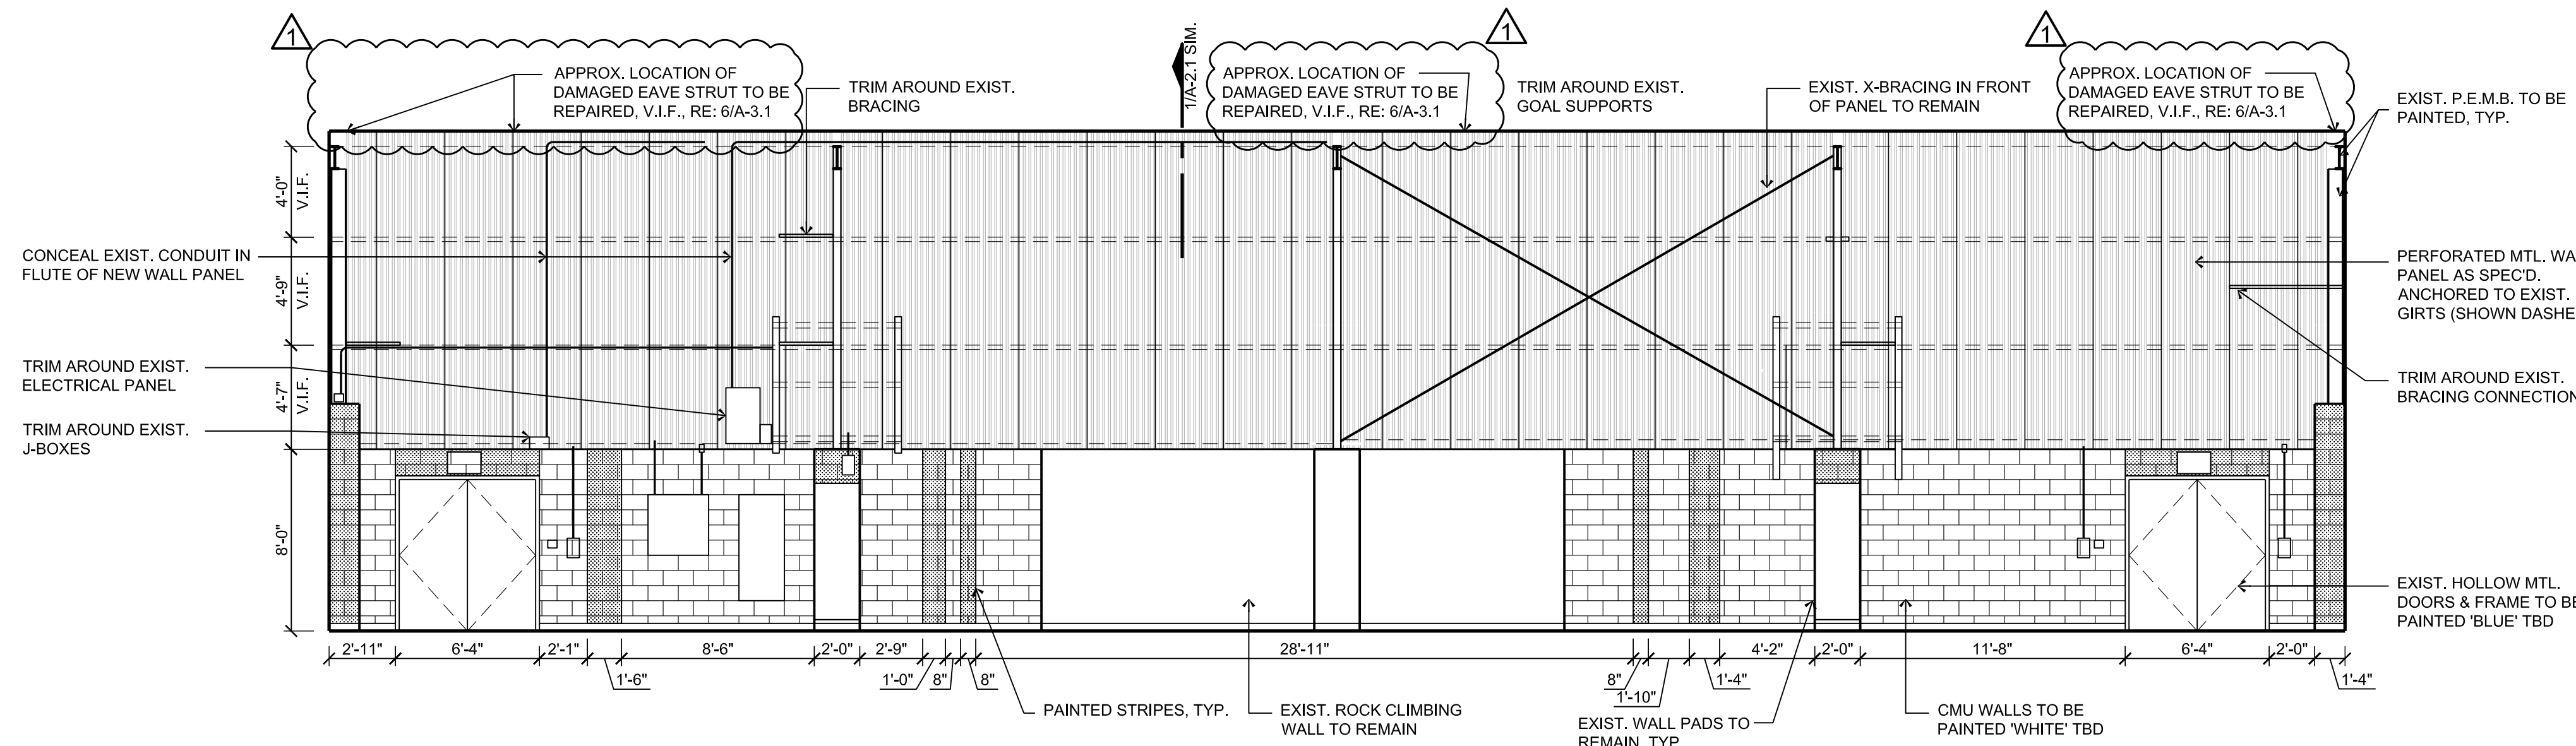 1
1
1
APPROX. LOCATION OF
DAMAGED EAVE STRUT TO BE
REPAIRED, V.I.F., RE: 6/A-3.1
TRIM AROUND EXIST.
BRACING
1/A-2.1 SIM.
APPROX. LOCATION OF
DAMAGED EAVE STRUT TO BE
REPAIRED, V.I.F., RE: 6/A-3.1
TRIM AROUND EXIST.
GOAL SUPPORTS
EXIST. X-BRACING IN FRONT
OF PANEL TO REMAIN
APPROX. LOCATION OF
DAMAGED EAVE STRUT TO BE
REPAIRED, V.I.F., RE: 6/A-3.1
EXIST. P.E.M.B. TO BE
PAINTED, TYP.
4'-0"
V.I.F.
4'-9"
V.I.F.
4'-7"
V.I.F.
8'-0"
CONCEAL EXIST. CONDUIT IN
FLUTE OF NEW WALL PANEL
TRIM AROUND EXIST.
ELECTRICAL PANEL
TRIM AROUND EXIST.
J-BOXES
PERFORATED MTL. WA
PANEL AS SPEC'D.
ANCHORED TO EXIST.
GIRTS (SHOWN DASHE
TRIM AROUND EXIST.
BRACING CONNECTION
EXIST. HOLLOW MTL.
DOORS & FRAME TO BE
PAINTED 'BLUE' TBD
2'-11"
6'-4"
2'-1"
1'-6"
8'-6"
2'-0"
2'-9"
1'-0"
8"
8"
28'-11"
8"
1'-10"
1'-4"
4'-2"
2'-0"
11'-8"
6'-4"
2'-0"
1'-4"
PAINTED STRIPES, TYP.
EXIST. ROCK CLIMBING
WALL TO REMAIN
EXIST. WALL PADS TO
REMAIN, TYP
CMU WALLS TO BE
PAINTED 'WHITE' TBD